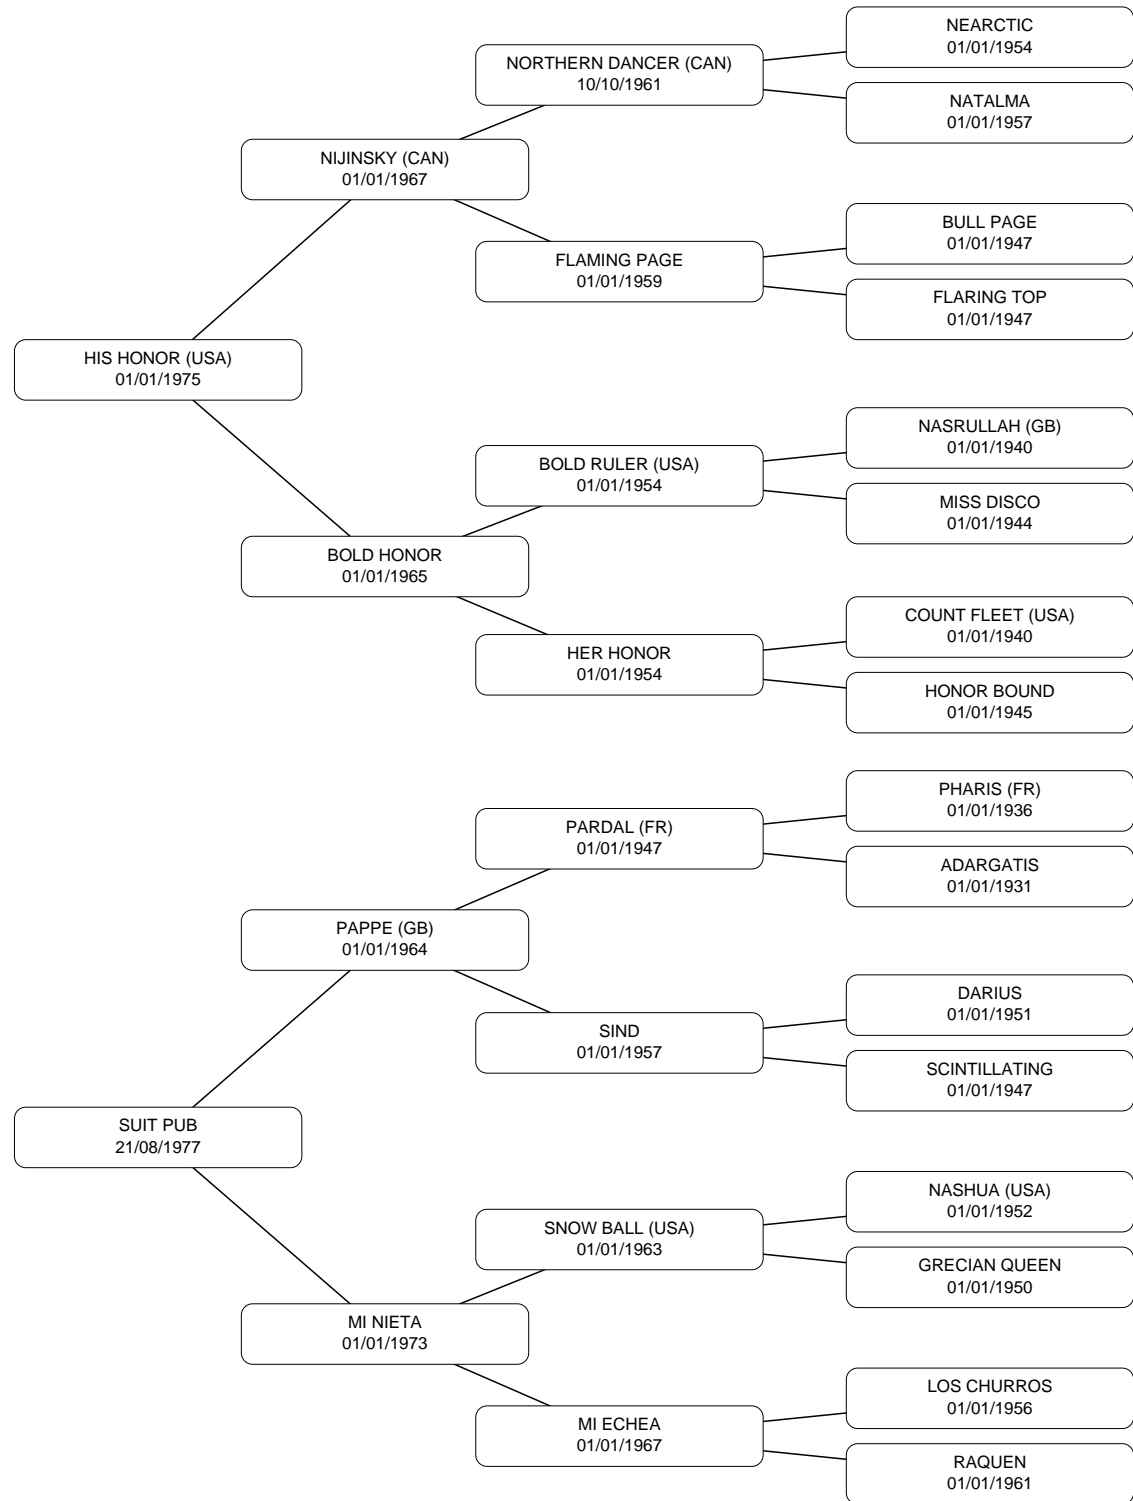 NEARCTIC
01/01/1954
NORTHERN DANCER (CAN)
10/10/1961
NATALMA
01/01/1957
NIJINSKY (CAN)
01/01/1967
BULL PAGE
01/01/1947
FLAMING PAGE
01/01/1959
FLARING TOP
01/01/1947
HIS HONOR (USA)
01/01/1975
NASRULLAH (GB)
01/01/1940
BOLD RULER (USA)
01/01/1954
MISS DISCO
01/01/1944
BOLD HONOR
01/01/1965
COUNT FLEET (USA)
01/01/1940
HER HONOR
01/01/1954
HONOR BOUND
01/01/1945
PHARIS (FR)
01/01/1936
PARDAL (FR)
01/01/1947
ADARGATIS
01/01/1931
PAPPE (GB)
01/01/1964
DARIUS
01/01/1951
SIND
01/01/1957
SCINTILLATING
01/01/1947
SUIT PUB
21/08/1977
NASHUA (USA)
01/01/1952
SNOW BALL (USA)
01/01/1963
GRECIAN QUEEN
01/01/1950
MI NIETA
01/01/1973
LOS CHURROS
01/01/1956
MI ECHEA
01/01/1967
RAQUEN
01/01/1961